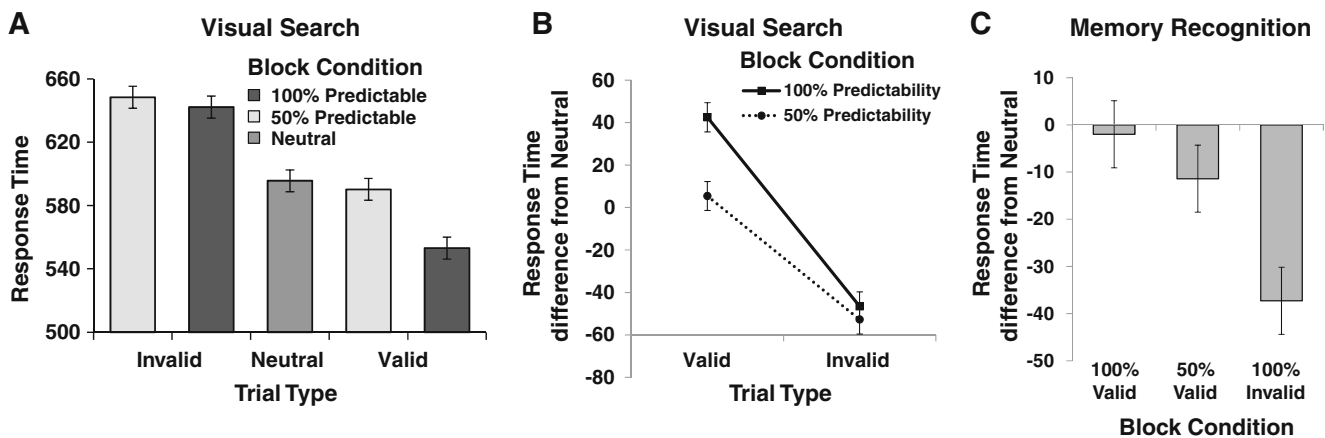 A
Visual Search
Block Condition
100% Predictable
50% Predictable
Neutral
Response Time
660
620
580
540
500
Invalid Neutral Valid
Trial Type
B
Visual Search
Block Condition
100% Predictability
50% Predictability
Response Time
difference from Neutral
60
40
20
0
-20
-40
-60
-80
Valid Invalid
Trial Type
C
Memory Recognition
Response Time
difference from Neutral
10
0
-10
-20
-30
-40
-50
100% 50% 100%
Valid Valid Invalid
Block Condition